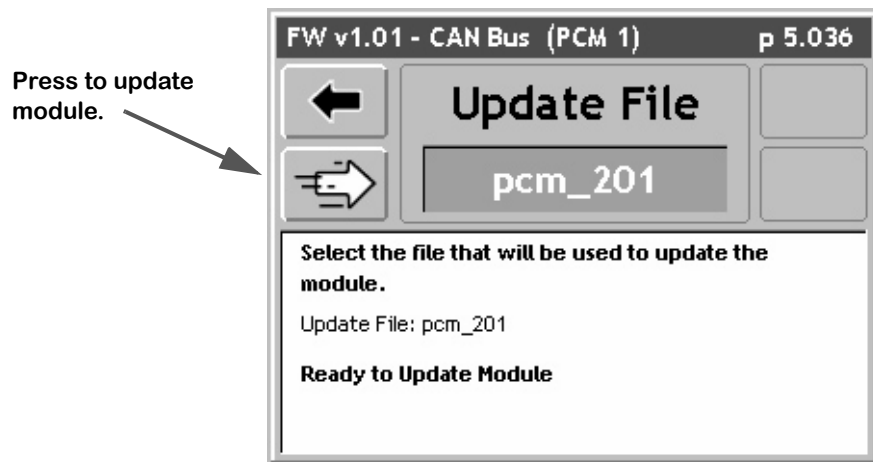 FW v1.01 - CAN Bus (PCM 1) p 5.036
Press to update
module.
Update File
pcm_201
Select the file that will be used to update the
module.
Update File: pcm_201
Ready to Update Module